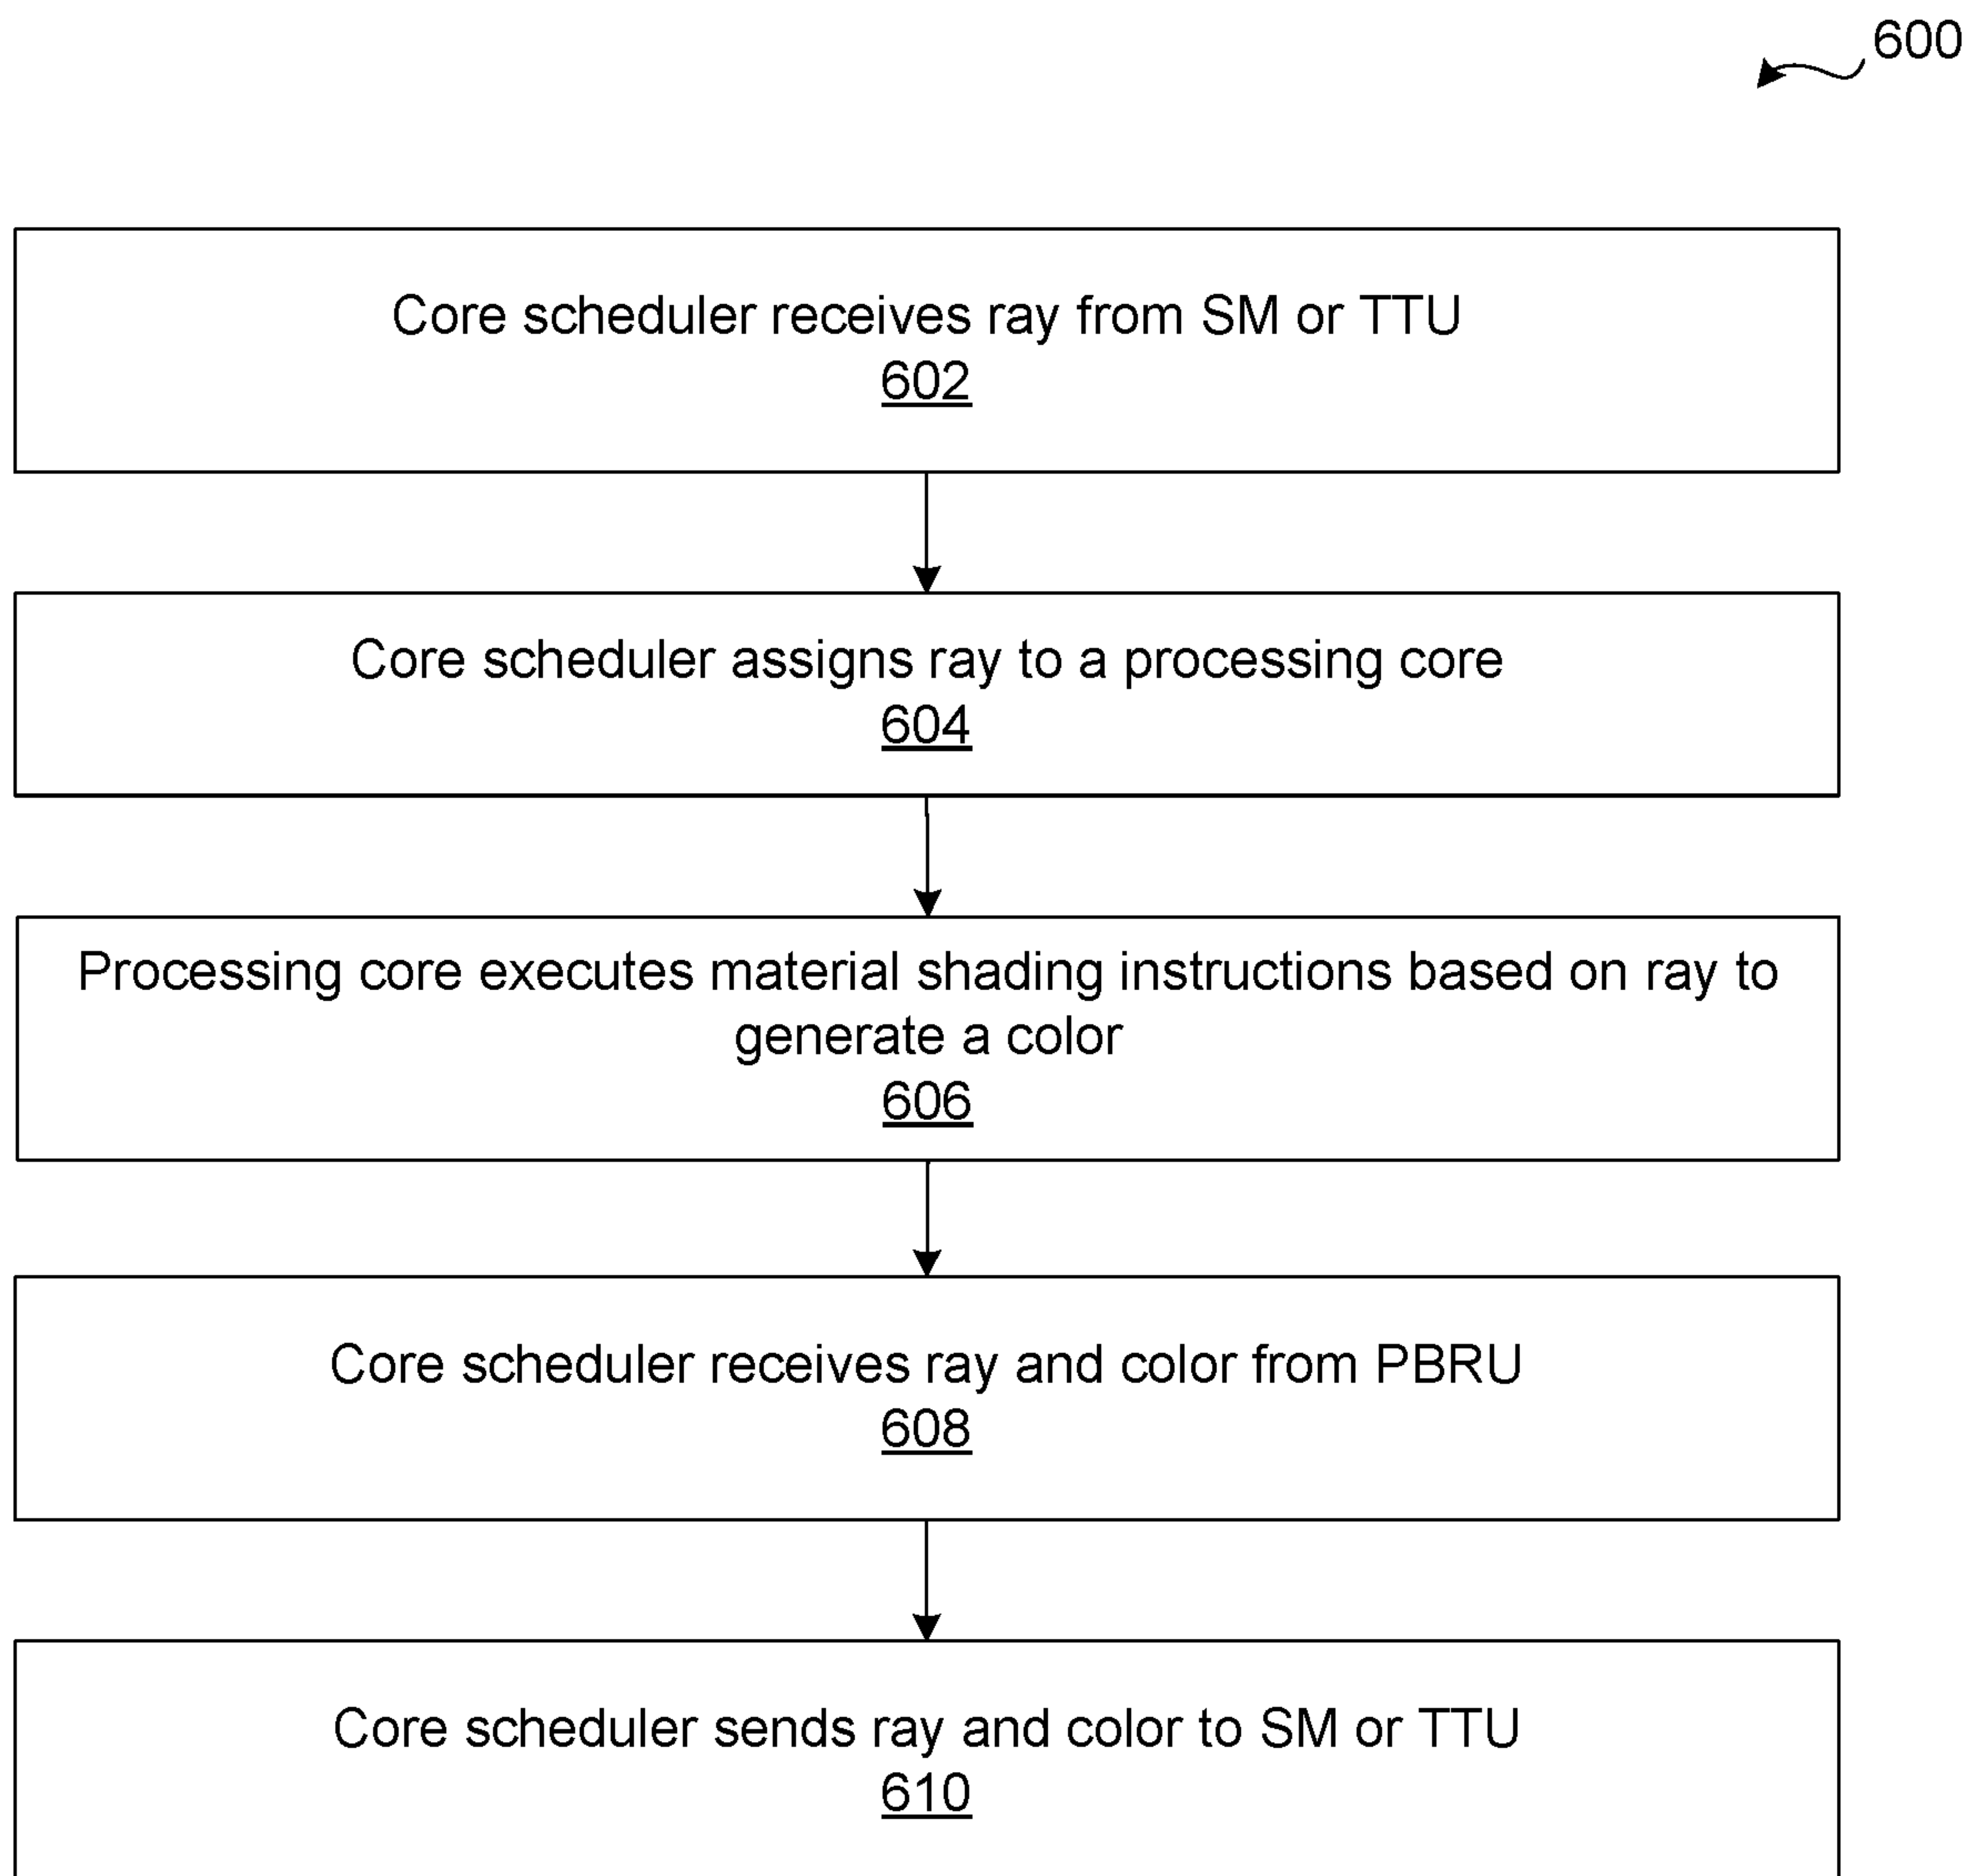 600
Core scheduler receives ray from SM or TTU
602
Core scheduler assigns ray to a processing core
604
Processing core executes material shading instructions based on ray to
generate a color
606
Core scheduler receives ray and color from PBRU
608
Core scheduler sends ray and color to SM or TTU
610